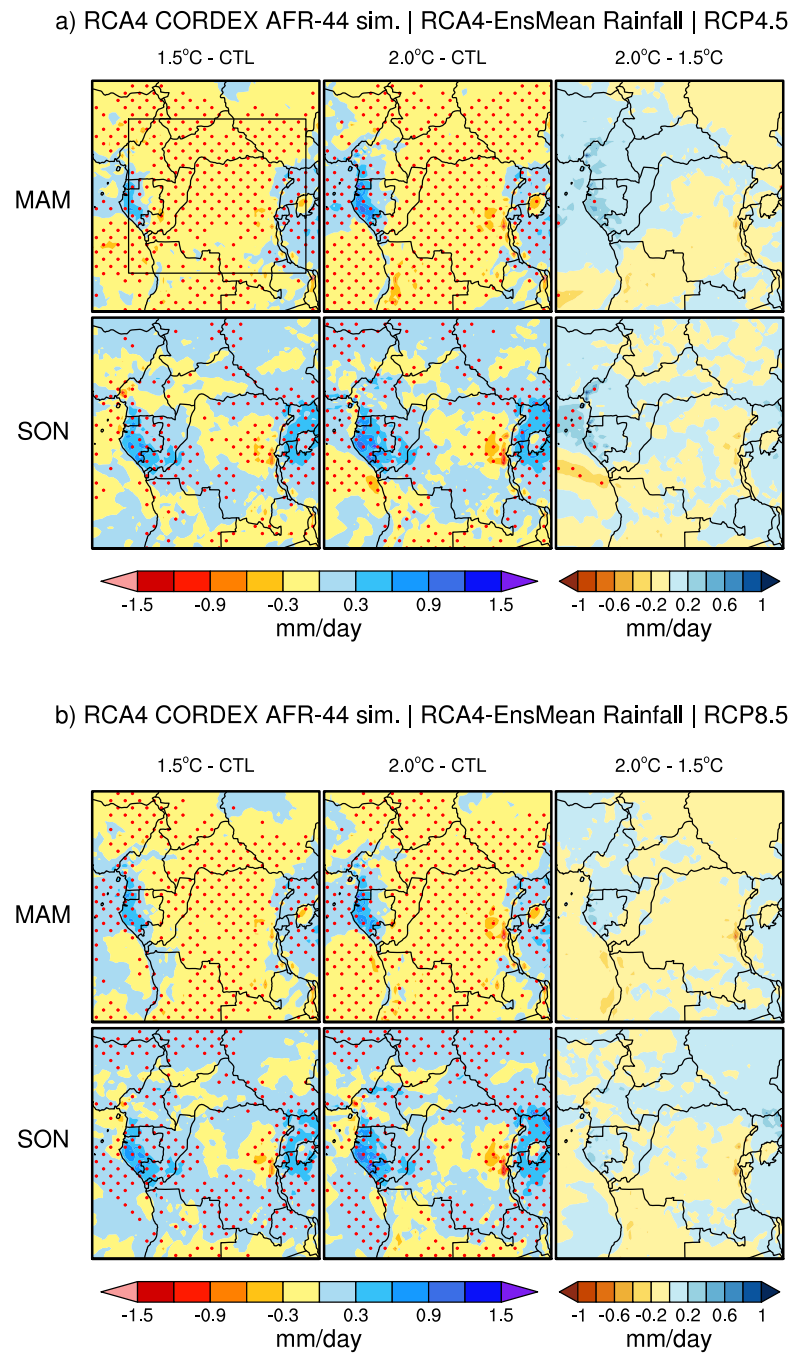 a) RCA4 CORDEX AFR-44 sim. | RCA4-EnsMean Rainfall | RCP4.5
1.5°C - CTL 2.0°C - CTL 2.0°C - 1.5°C
MAM
SON
-1.5 -0.9 -0.3 0.3 0.9 1.5 -1 -0.6 -0.2 0.2 0.6 1
mm/day mm/day
b) RCA4 CORDEX AFR-44 sim. | RCA4-EnsMean Rainfall | RCP8.5
1.5°C - CTL 2.0°C - CTL 2.0°C - 1.5°C
MAM
SON
-1.5 -0.9 -0.3 0.3 0.9 1.5 -1 -0.6 -0.2 0.2 0.6 1
mm/day mm/day